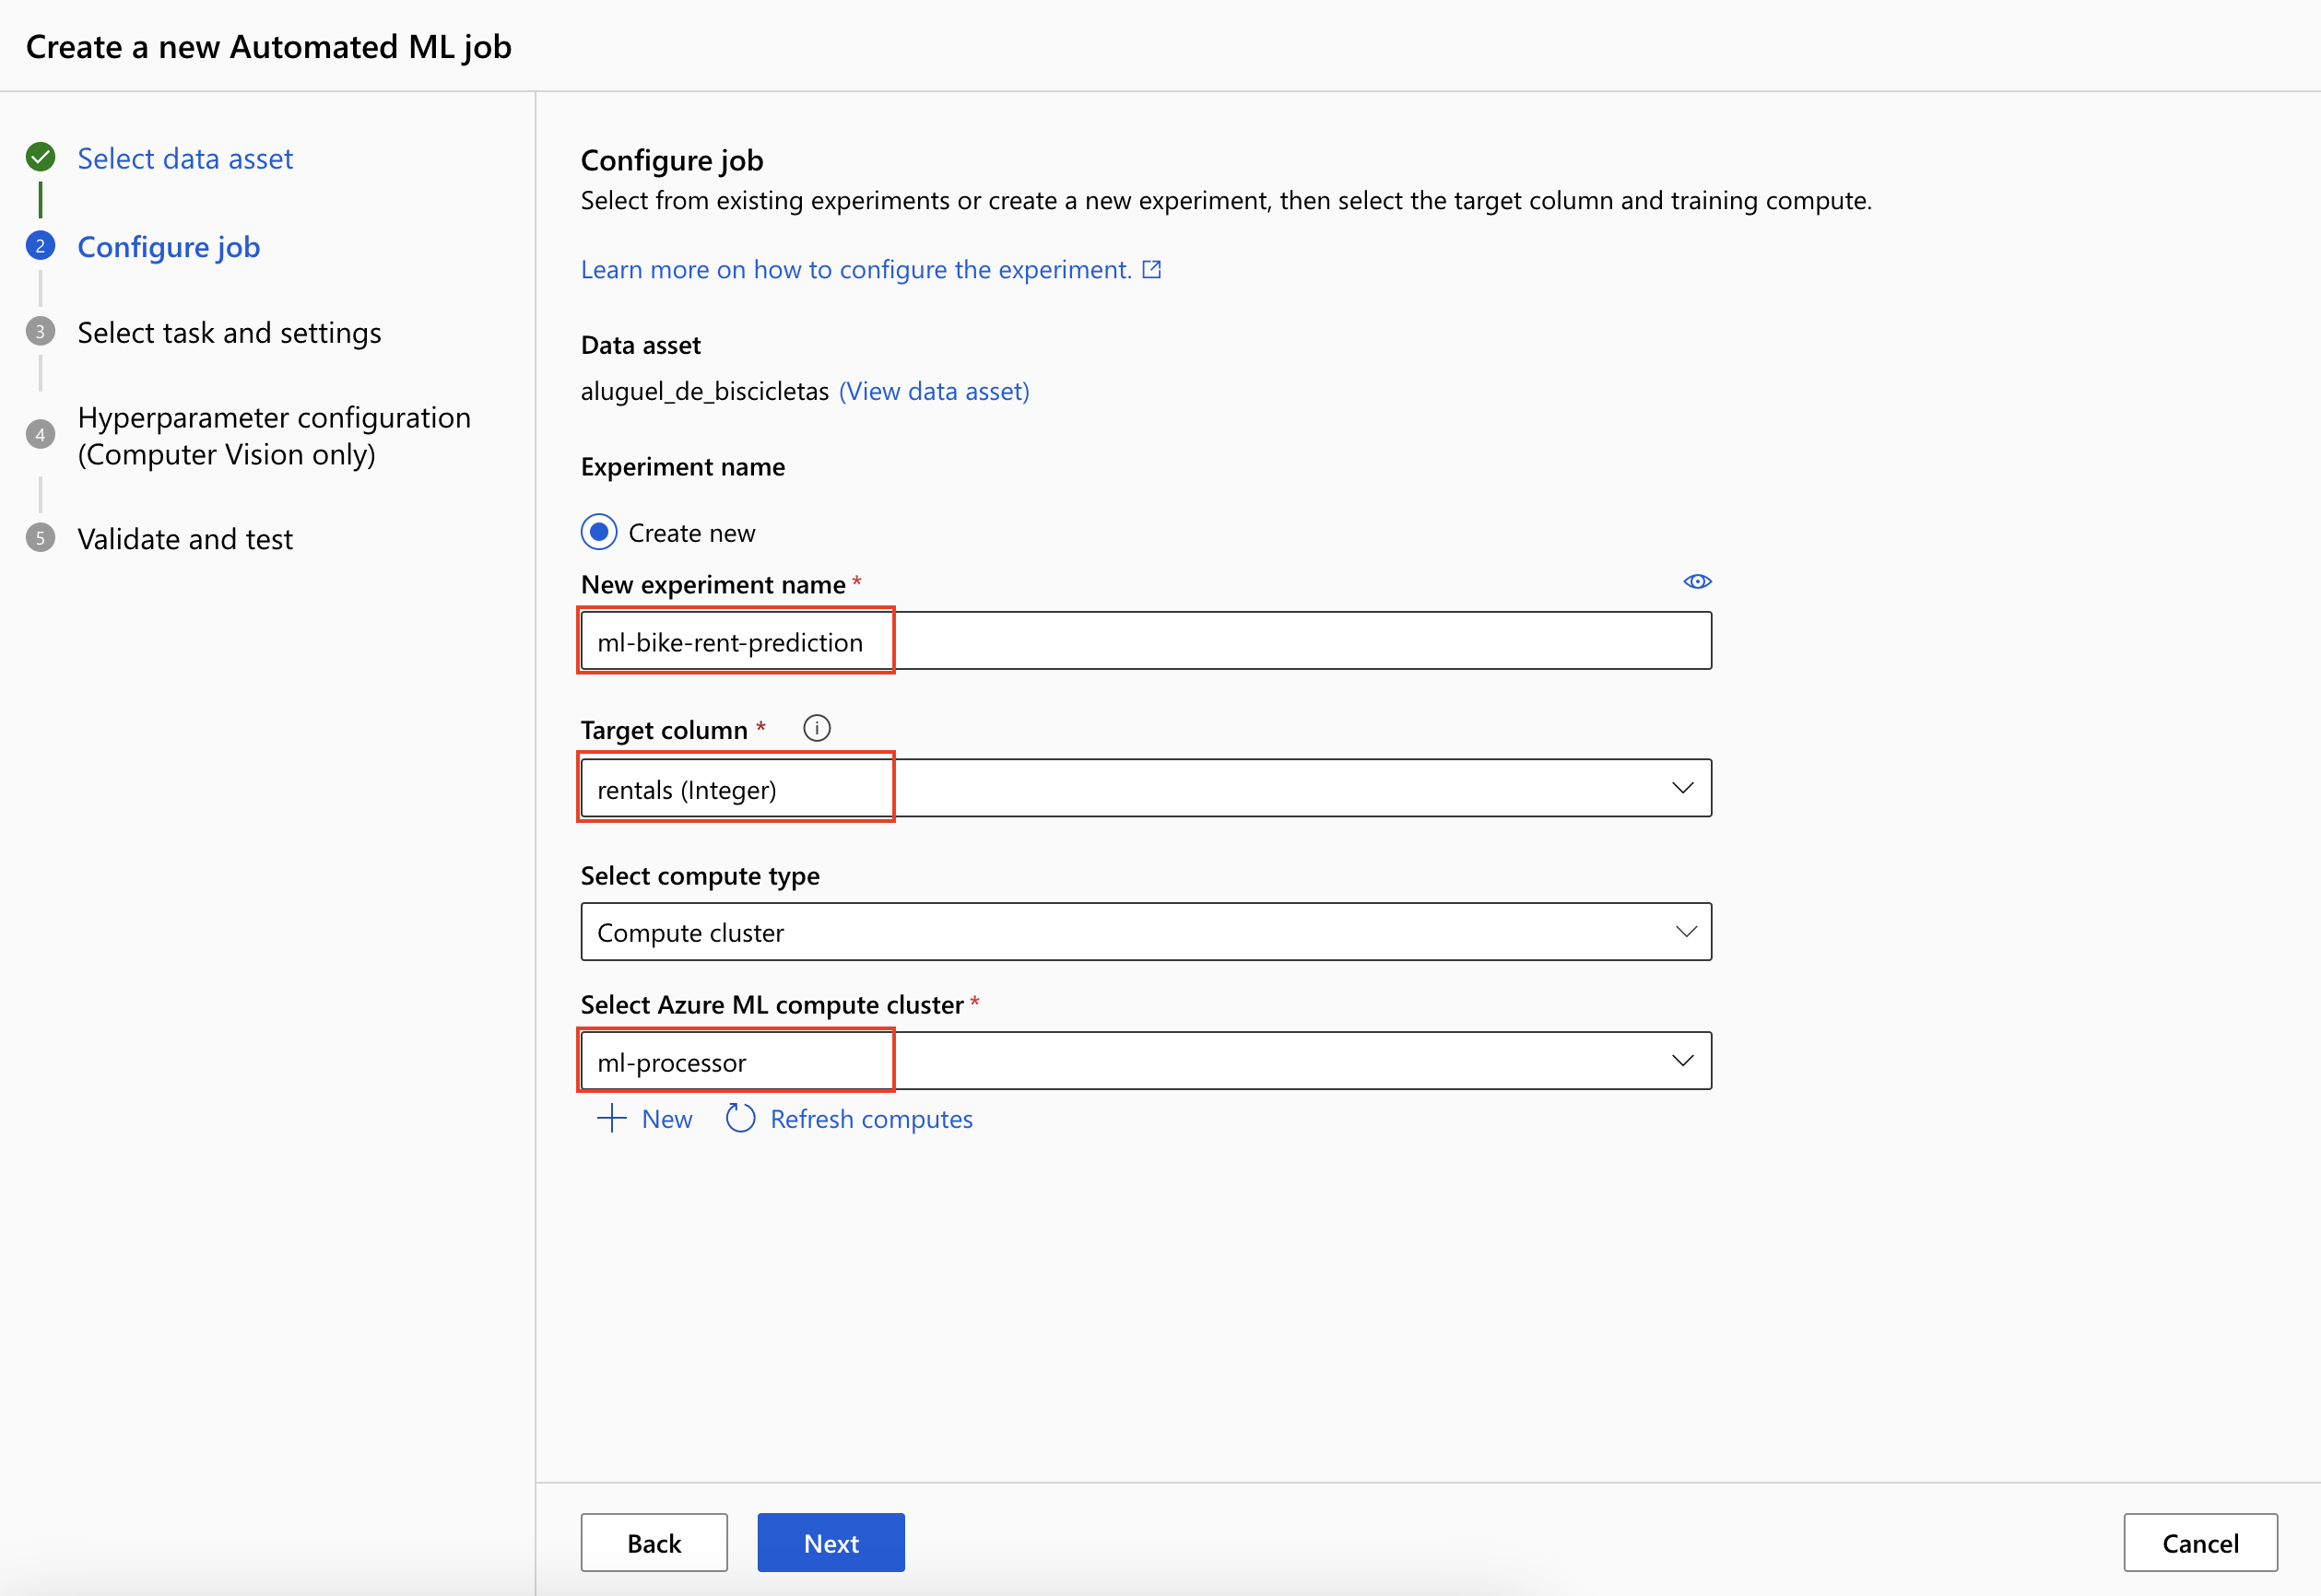 Create a new Automated ML job
Select data asset
2 Configure job
3 Select task and settings
4 Hyperparameter configuration
(Computer Vision only)
5 Validate and test
Configure job
Select from existing experiments or create a new experiment, then select the target column and training compute.
Learn more on how to configure the experiment.
Data asset
aluguel_de_biscicletas (View data asset)
Experiment name
Create new
New experiment name *
ml-bike-rent-prediction
Target column *
rentals (Integer)
Select compute type
Compute cluster
Select Azure ML compute cluster *
ml-processor
New Refresh computes
Back Next Cancel